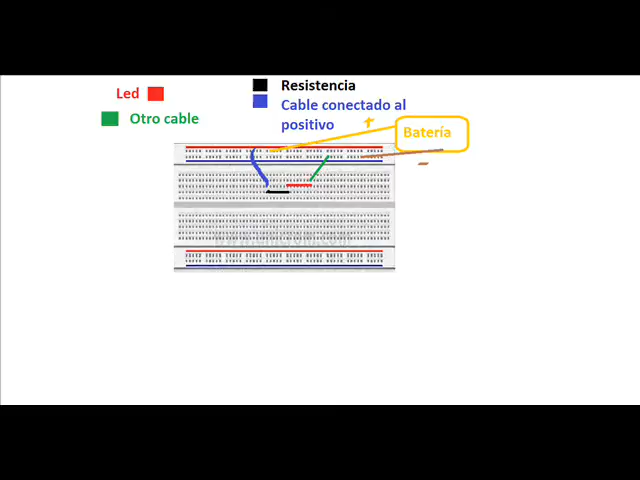 Resistencia
Led
Cable conectado al
positivo
Otro cable
+
Batería
-